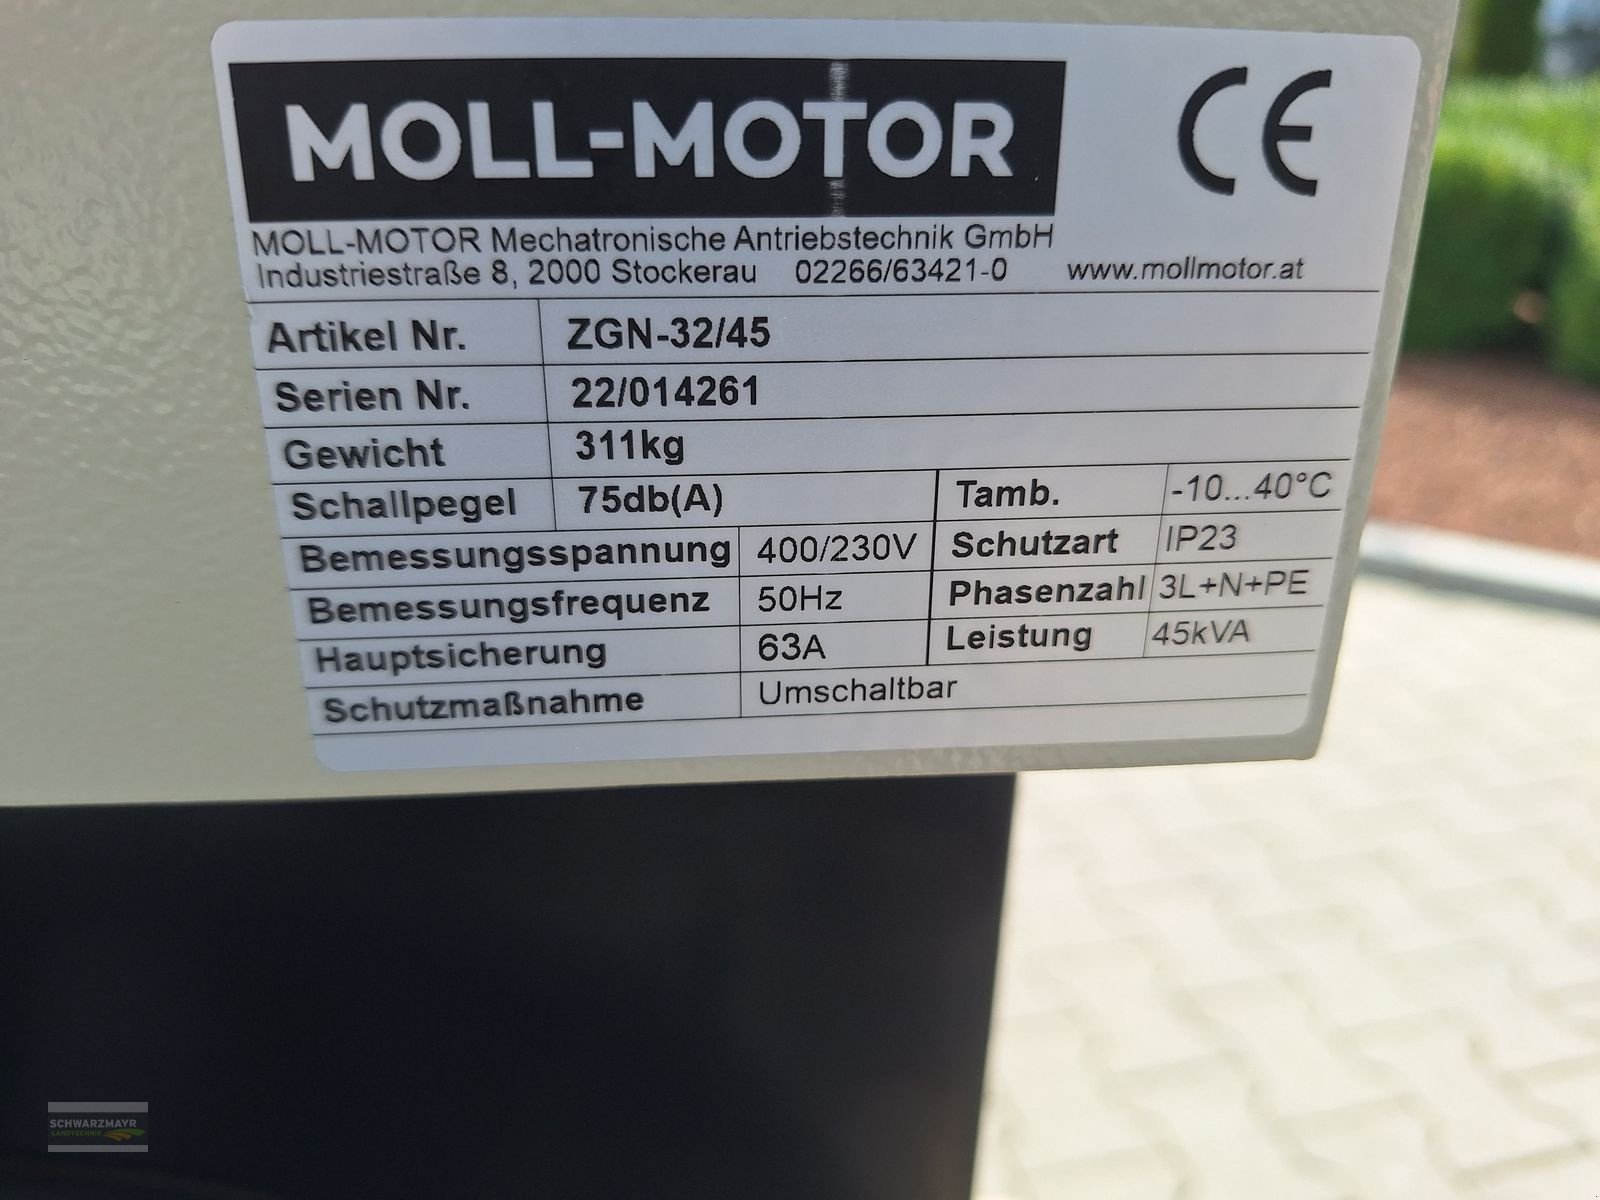 MOLL-MOTOR CE
MOLL-MOTOR Mechatronische Antriebstechnik GmbH
Industriestraße 8, 2000 Stockerau 02266/63421-0 www.mollmotor.at
Artikel Nr. ZGN-32/45
Serien Nr. 22/014261
Gewicht 311kg
Schallpegel 75db(A) Tamb. -10...40°C
Bemessungsspannung 400/230V Schutzart IP23
Bemessungsfrequenz 50Hz Phasenzahl 3L+N+PE
Hauptsicherung 63A Leistung 45kVA
Schutzmaßnahme Umschaltbar
SCHWARZMAYR
LANDTECHNIK